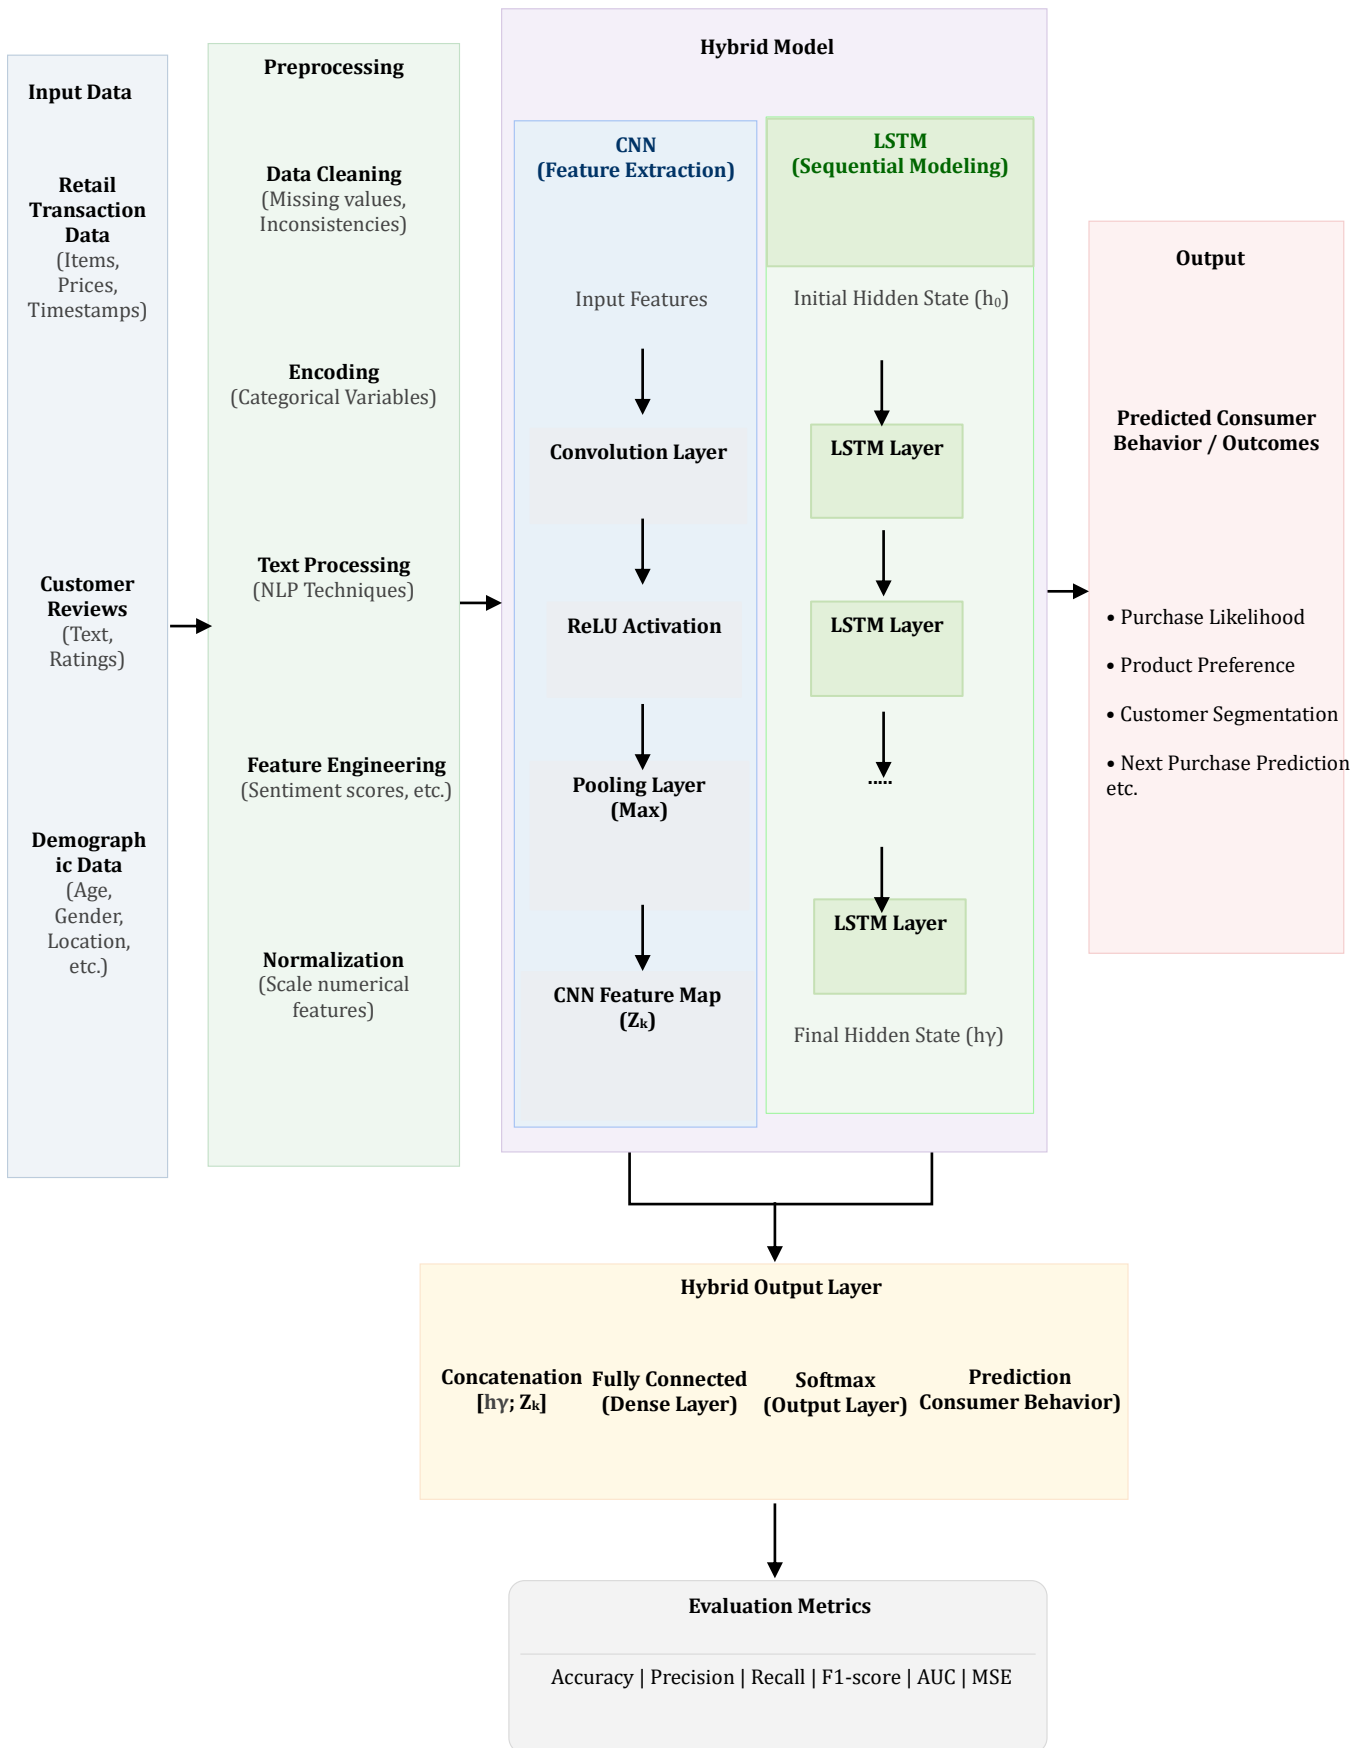 Input Data
Retail
Transaction
Data
(Items,
Prices,
Timestamps)
Customer
Reviews
(Text,
Ratings)
Demograph
ic Data
(Age,
Gender,
Location,
etc.)
Preprocessing
Data Cleaning
(Missing values,
Inconsistencies)
Encoding
(Categorical Variables)
Text Processing
(NLP Techniques)
Feature Engineering
(Sentiment scores, etc.)
Normalization
(Scale numerical
features)
Hybrid Model
CNN
(Feature Extraction)
Input Features
Convolution Layer
ReLU Activation
Pooling Layer
(Max)
CNN Feature Map
(Zₖ)
LSTM
(Sequential Modeling)
Initial Hidden State (h₀)
LSTM Layer
LSTM Layer
.....
LSTM Layer
Final Hidden State (hγ)
Output
Predicted Consumer
Behavior / Outcomes
• Purchase Likelihood
• Product Preference
• Customer Segmentation
• Next Purchase Prediction
etc.
Hybrid Output Layer
Concatenation
[hγ; Zₖ]
Fully Connected
(Dense Layer)
Softmax
(Output Layer)
Prediction
Consumer Behavior)
Evaluation Metrics
Accuracy | Precision | Recall | F1-score | AUC | MSE